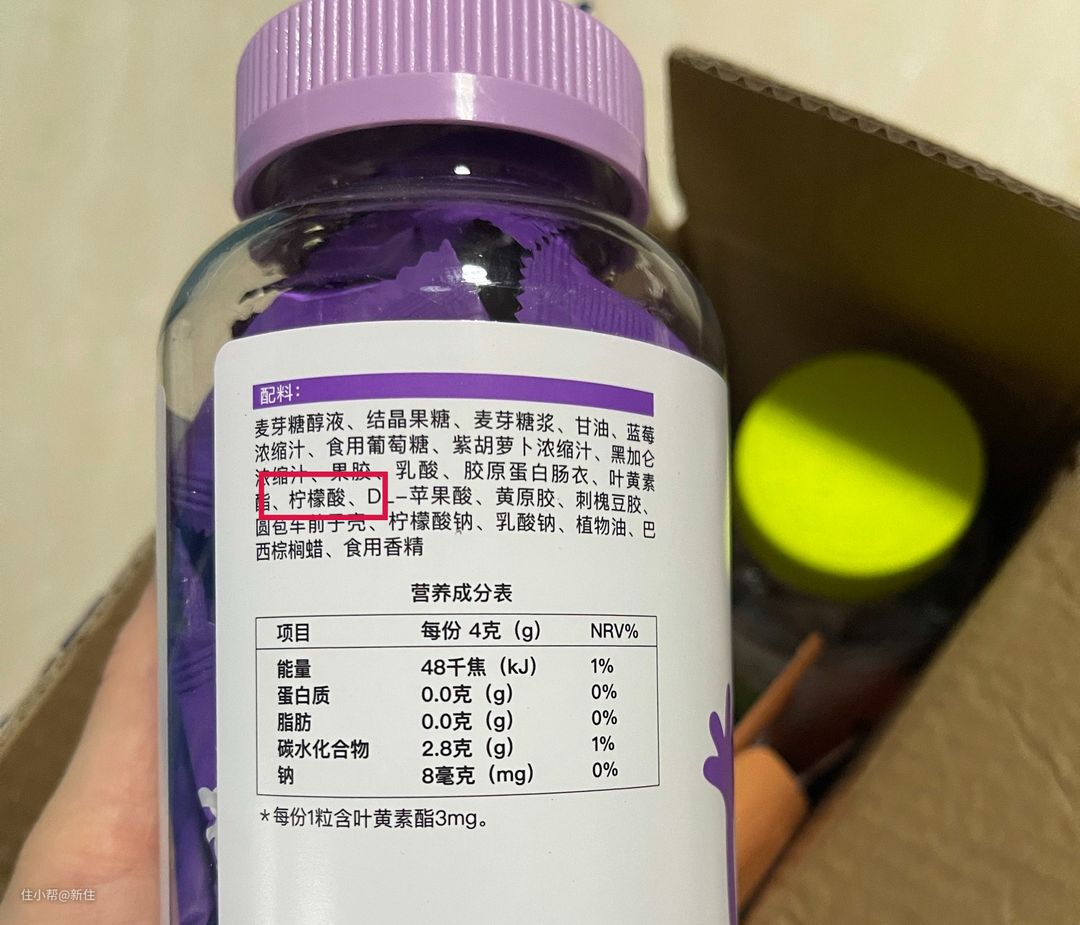 配料：
麦芽糖醇液、结晶果糖、麦芽糖浆、甘油、蓝莓
浓缩汁、食用葡萄糖、紫胡萝卜浓缩汁、黑加仑
浓缩汁、果胶、乳酸、胶原蛋白肠衣、叶黄素
酯、柠檬酸、DL-苹果酸、黄原胶、刺槐豆胶、
圆苞车前子壳、柠檬酸钠、乳酸钠、植物油、巴
西棕榈蜡、食用香精
营养成分表
项目 每份 4克（g） NRV%
能量 48千焦（kJ） 1%
蛋白质 0.0克（g） 0%
脂肪 0.0克（g） 0%
碳水化合物 2.8克（g） 1%
钠 8毫克（mg） 0%
*每份1粒含叶黄素酯3mg。
住小帮@新住